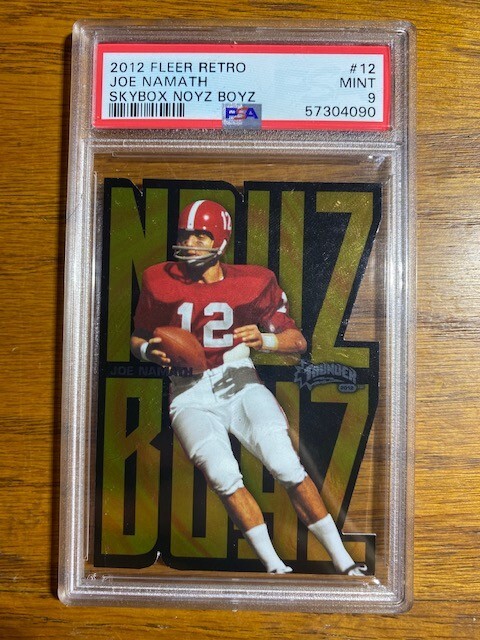 2012 FLEER RETRO #12
JOE NAMATH MINT
SKYBOX NOYZ BOYZ 9
PSA 57304090
NOYZ
12
12
JOE NAMATH
THUNDER
BOYZ